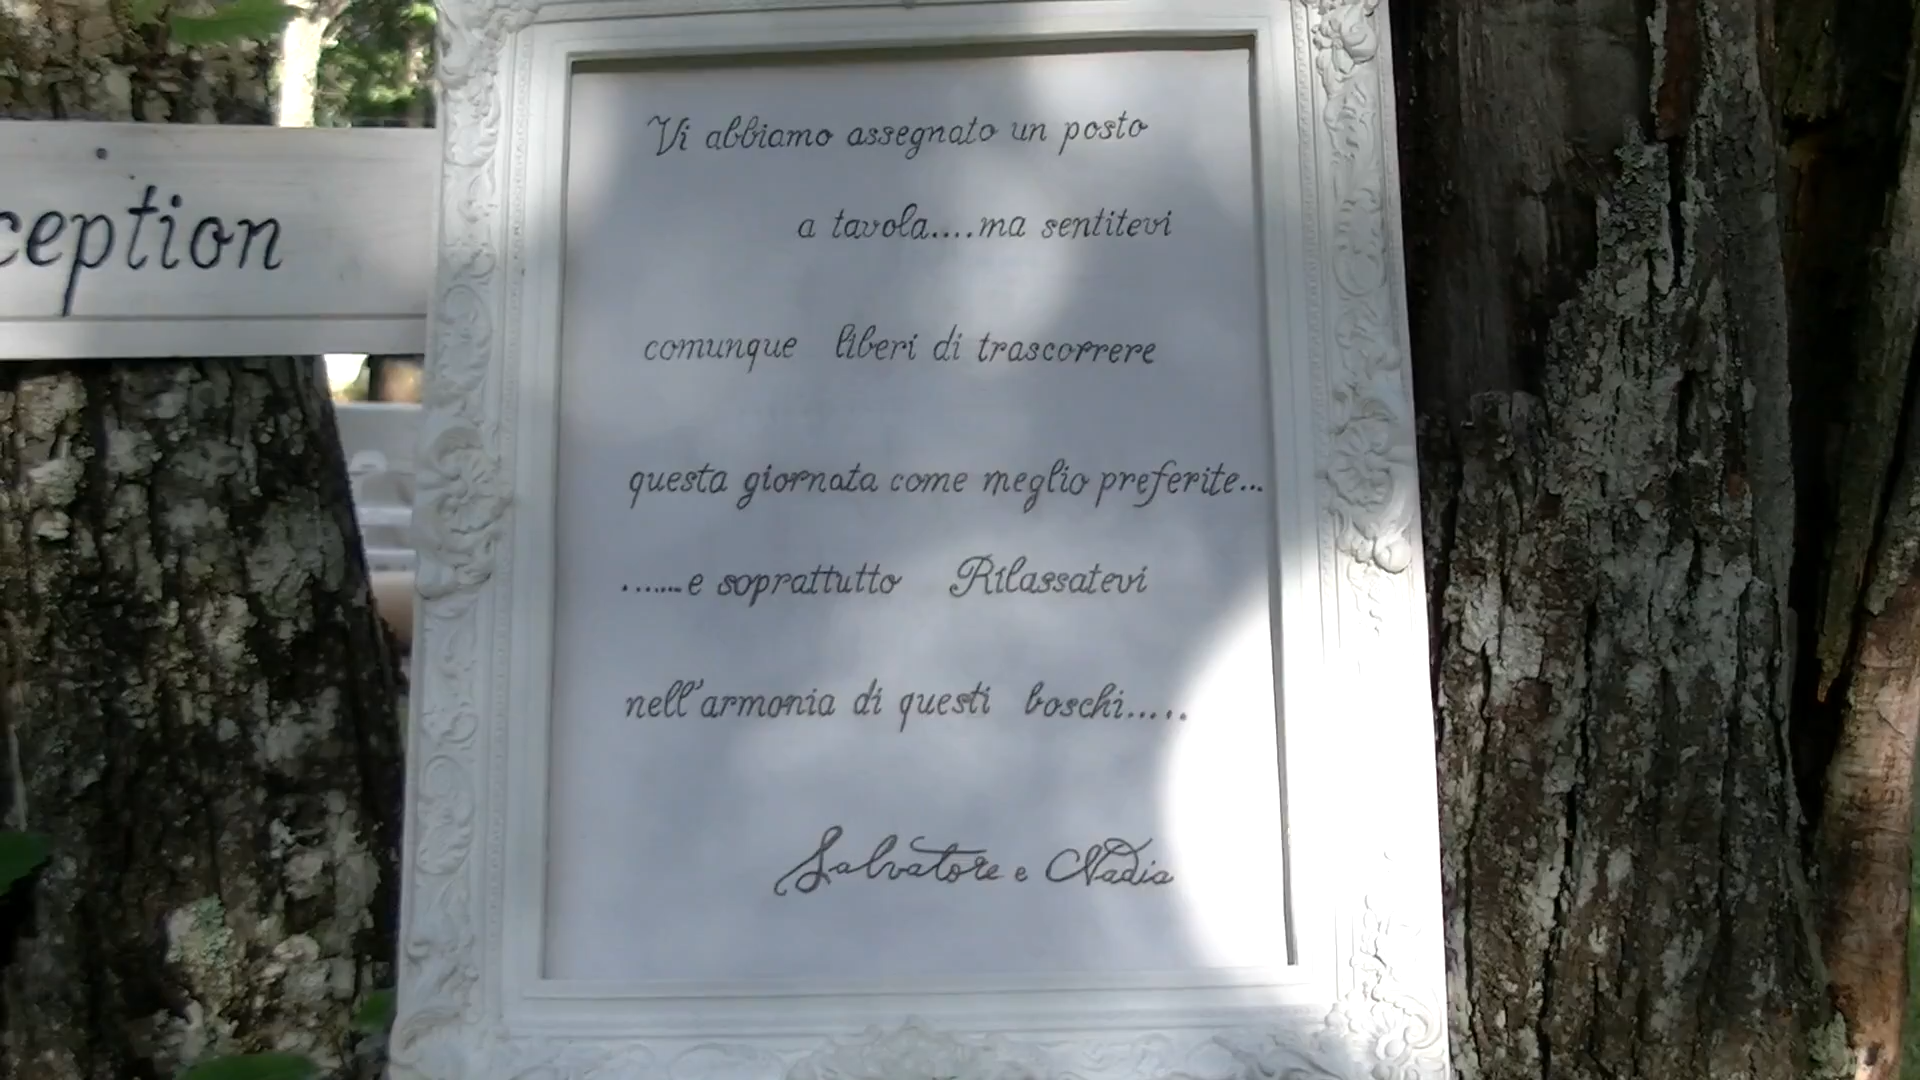 ception
Vi abbiamo assegnato un posto
a tavola....ma sentitevi
comunque liberi di trascorrere
questa giornata come meglio preferite...
.......e soprattutto Rilassatevi
nell'armonia di questi boschi.....
Salvatore e Nadia